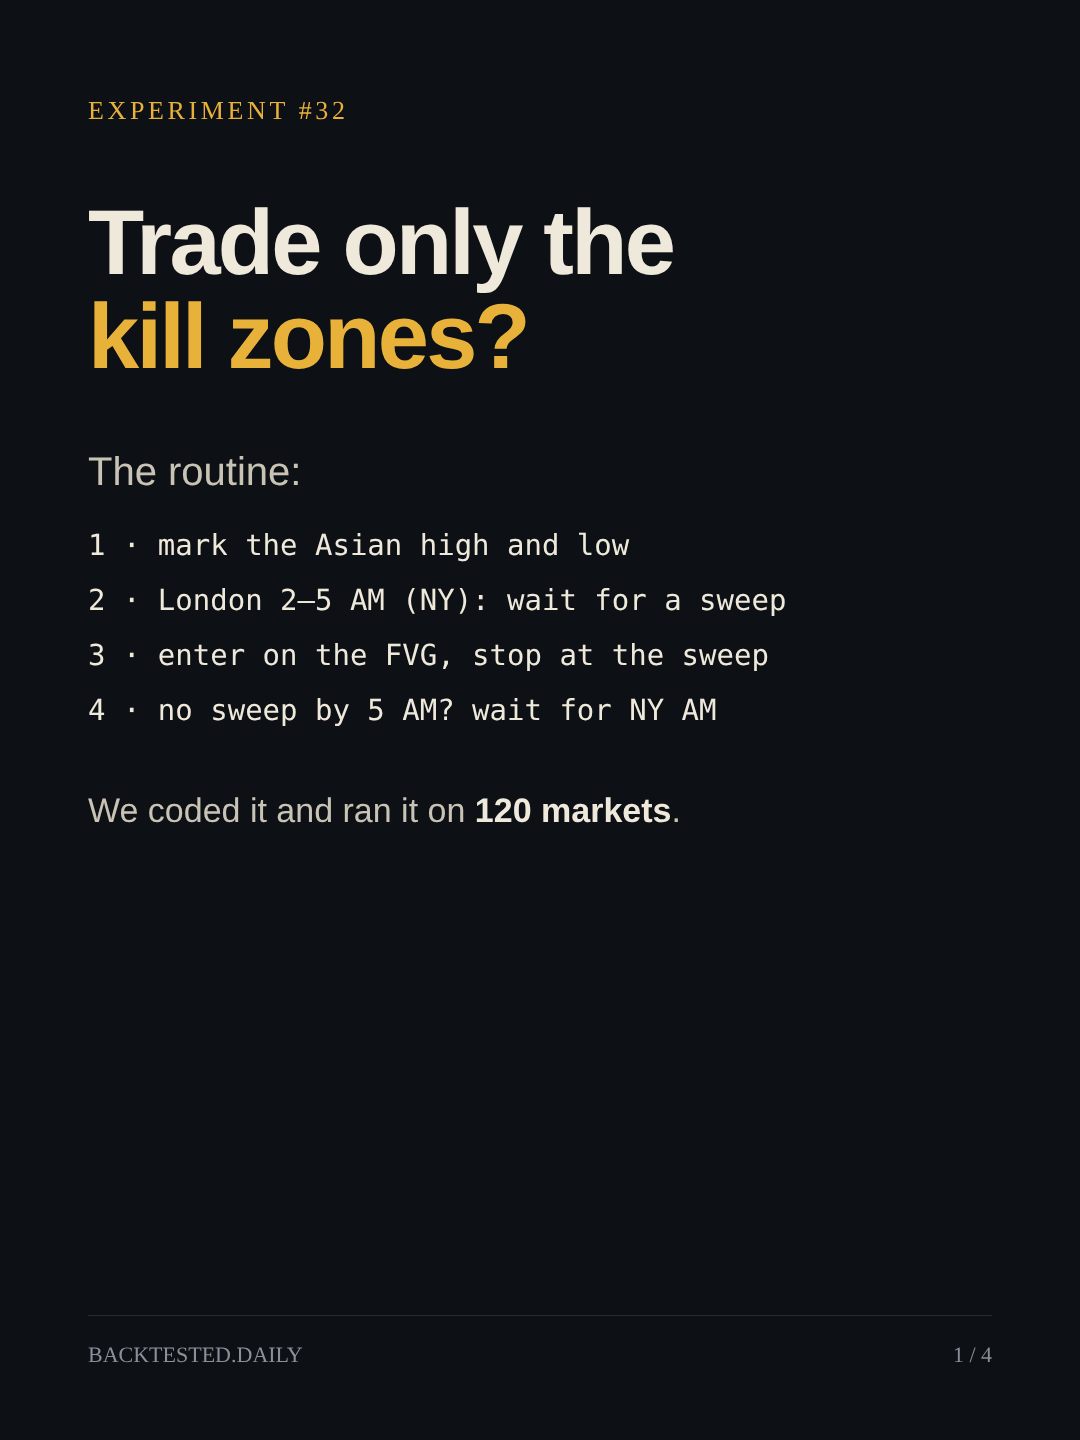 EXPERIMENT #32
Trade only the
kill zones?
The routine:
1 · mark the Asian high and low
2 · London 2–5 AM (NY): wait for a sweep
3 · enter on the FVG, stop at the sweep
4 · no sweep by 5 AM? wait for NY AM
We coded it and ran it on 120 markets.
BACKTESTED.DAILY
1 / 4